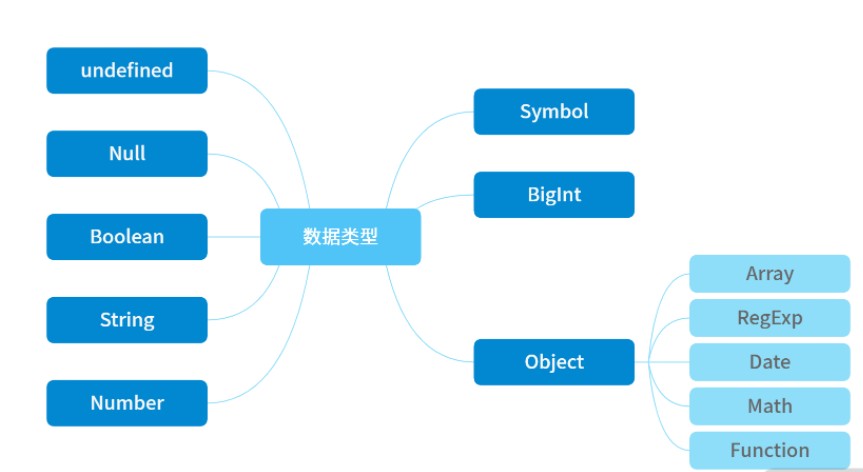 undefined
Null
Boolean
String
Number
数据类型
Symbol
BigInt
Object
Array
RegExp
Date
Math
Function